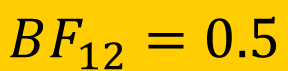 BF₁₂ = 0.5